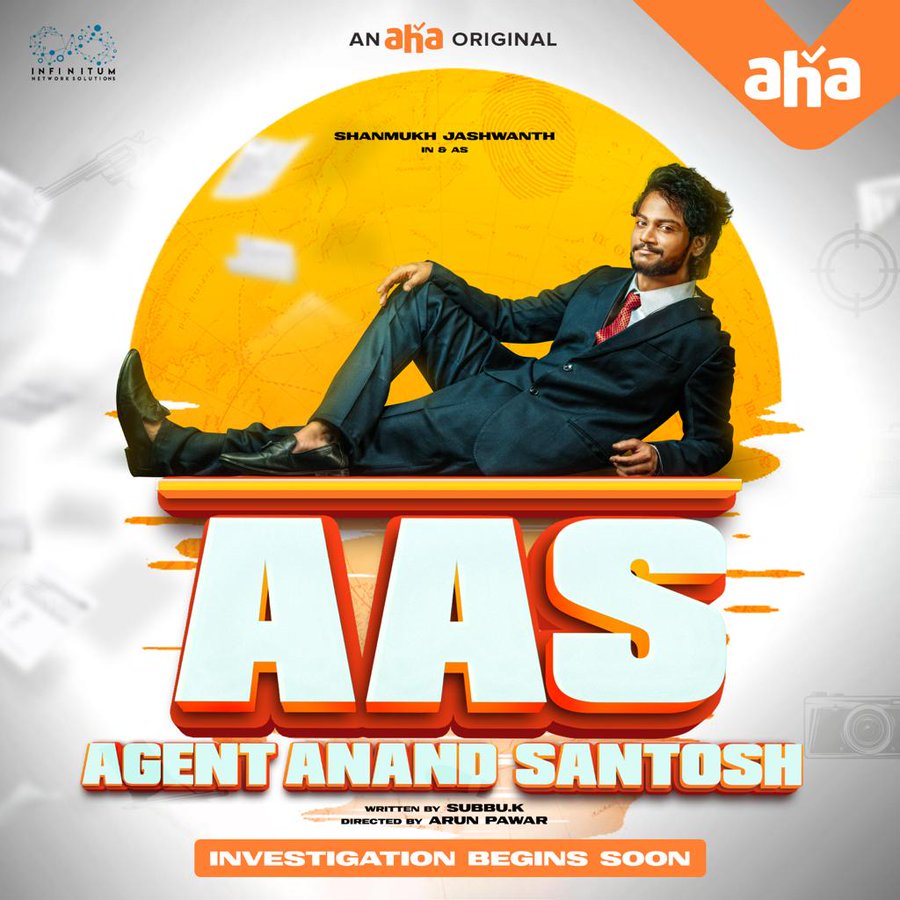 INFINITUM
NETWORK SOLUTIONS
AN aha ORIGINAL
aha
SHANMUKH JASHWANTH
IN & AS
AAS
AGENT ANAND SANTOSH
WRITTEN BY SUBBU.K
DIRECTED BY ARUN PAWAR
INVESTIGATION BEGINS SOON